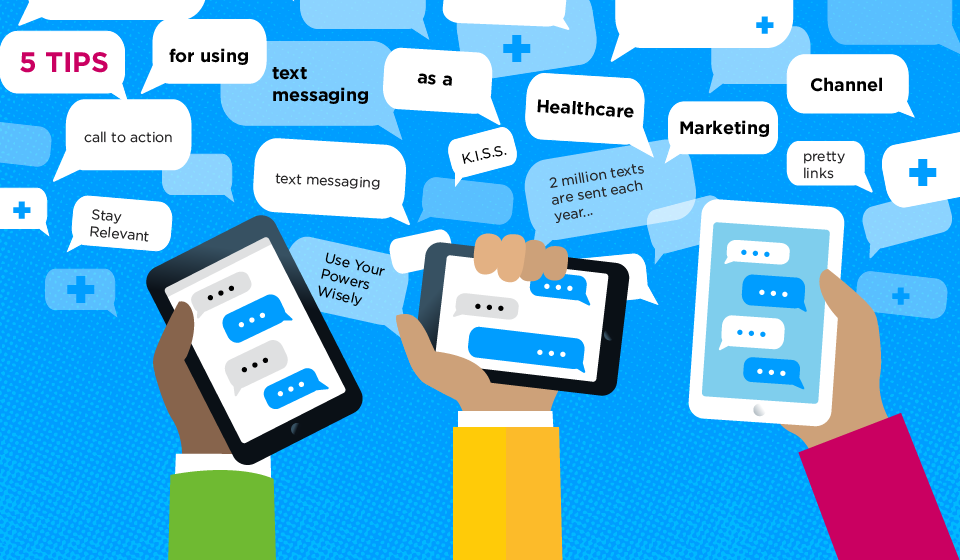 5 TIPS
for using
text
messaging
as a
Healthcare
Marketing
Channel
call to action
text messaging
K.I.S.S.
2 million texts
are sent each
year...
pretty
links
Stay
Relevant
Use Your
Powers
Wisely